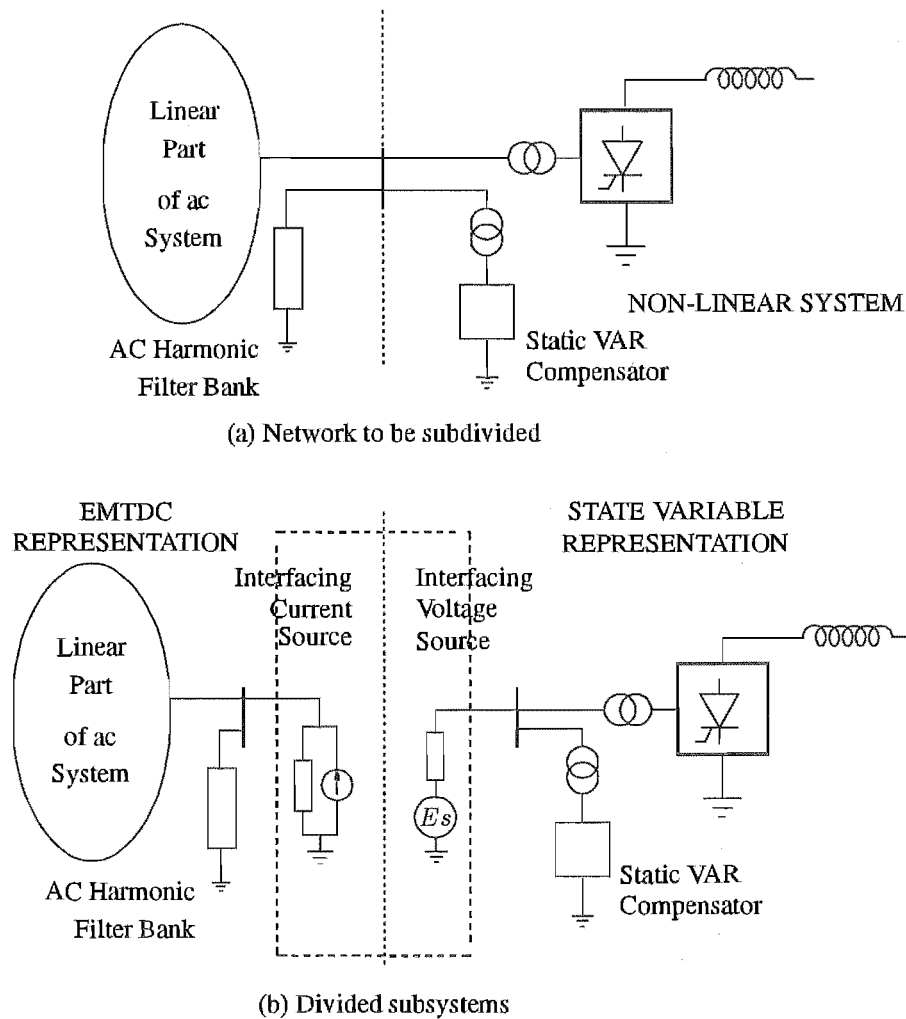 Linear
Part
of ac
System
NON-LINEAR SYSTEM
AC Harmonic
Filter Bank
Static VAR
Compensator
(a) Network to be subdivided
EMTDC
REPRESENTATION
STATE VARIABLE
REPRESENTATION
Interfacing
Current
Source
Interfacing
Voltage
Source
Linear
Part
of ac
System
Es
AC Harmonic
Filter Bank
Static VAR
Compensator
(b) Divided subsystems